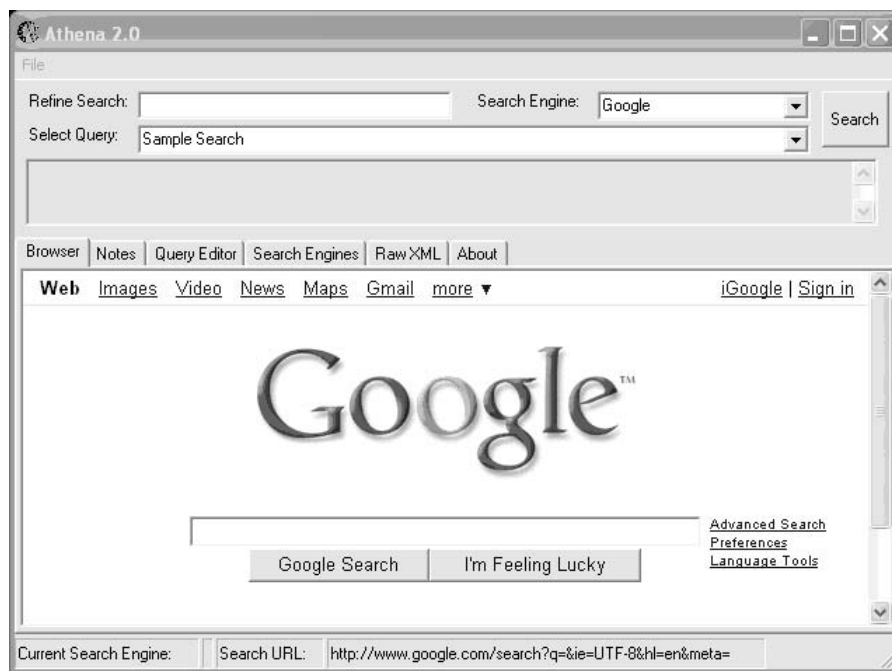 Athena 2.0
File
Refine Search: Search Engine: Google
Search
Select Query: Sample Search
Browser Notes Query Editor Search Engines Raw XML About
Web Images Video News Maps Gmail more ▼ iGoogle | Sign in
Google™
Advanced Search
Preferences
Language Tools
Google Search I'm Feeling Lucky
Current Search Engine: Search URL: http://www.google.com/search?q=&ie=UTF-8&hl=en&meta=